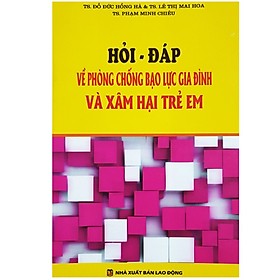 TS. ĐỖ ĐỨC HỒNG HÀ & TS. LÊ THỊ MAI HOA
TS. PHẠM MINH CHIÊU
HỎI - ĐÁP
VỀ PHÒNG CHỐNG BẠO LỰC GIA ĐÌNH
VÀ XÂM HẠI TRẺ EM
NHÀ XUẤT BẢN LAO ĐỘNG